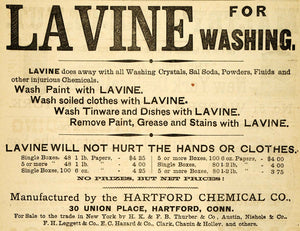 LAVINE FOR WASHING.
LAVINE does away with all Washing Crystals, Sal Soda, Powders, Fluids and
other injurious Chemicals.
Wash Paint with LAVINE.
Wash soiled clothes with LAVINE.
Wash Tinware and Dishes with LAVINE.
Remove Paint, Grease and Stains with LAVINE.
LAVINE WILL NOT HURT THE HANDS OR CLOTHES.
Single Boxes, 48 1 lb. Papers, - $4 25 5 or more Boxes, 100 6 oz. Papers, - $4 00
5 or more " 48 1 lb. " - 4 00 Single Boxes, 80 1 lb. " - 4 00
Single Boxes, 100 6 oz. " - 4 25 5 or more Boxes, 80 lb. " - 3 75
NO PRIZES, BUT NET PRICES!
Manufactured by the HARTFORD CHEMICAL CO.,
30 UNION PLACE, HARTFORD, CONN.
For Sale to the trade in New York by H. K. & F. B. Thurber & Co., Austin, Nichols & Co.,
F. H. Leggett & Co., E. C. Hazard & Co., Clark, Chapin & Holley, and others.